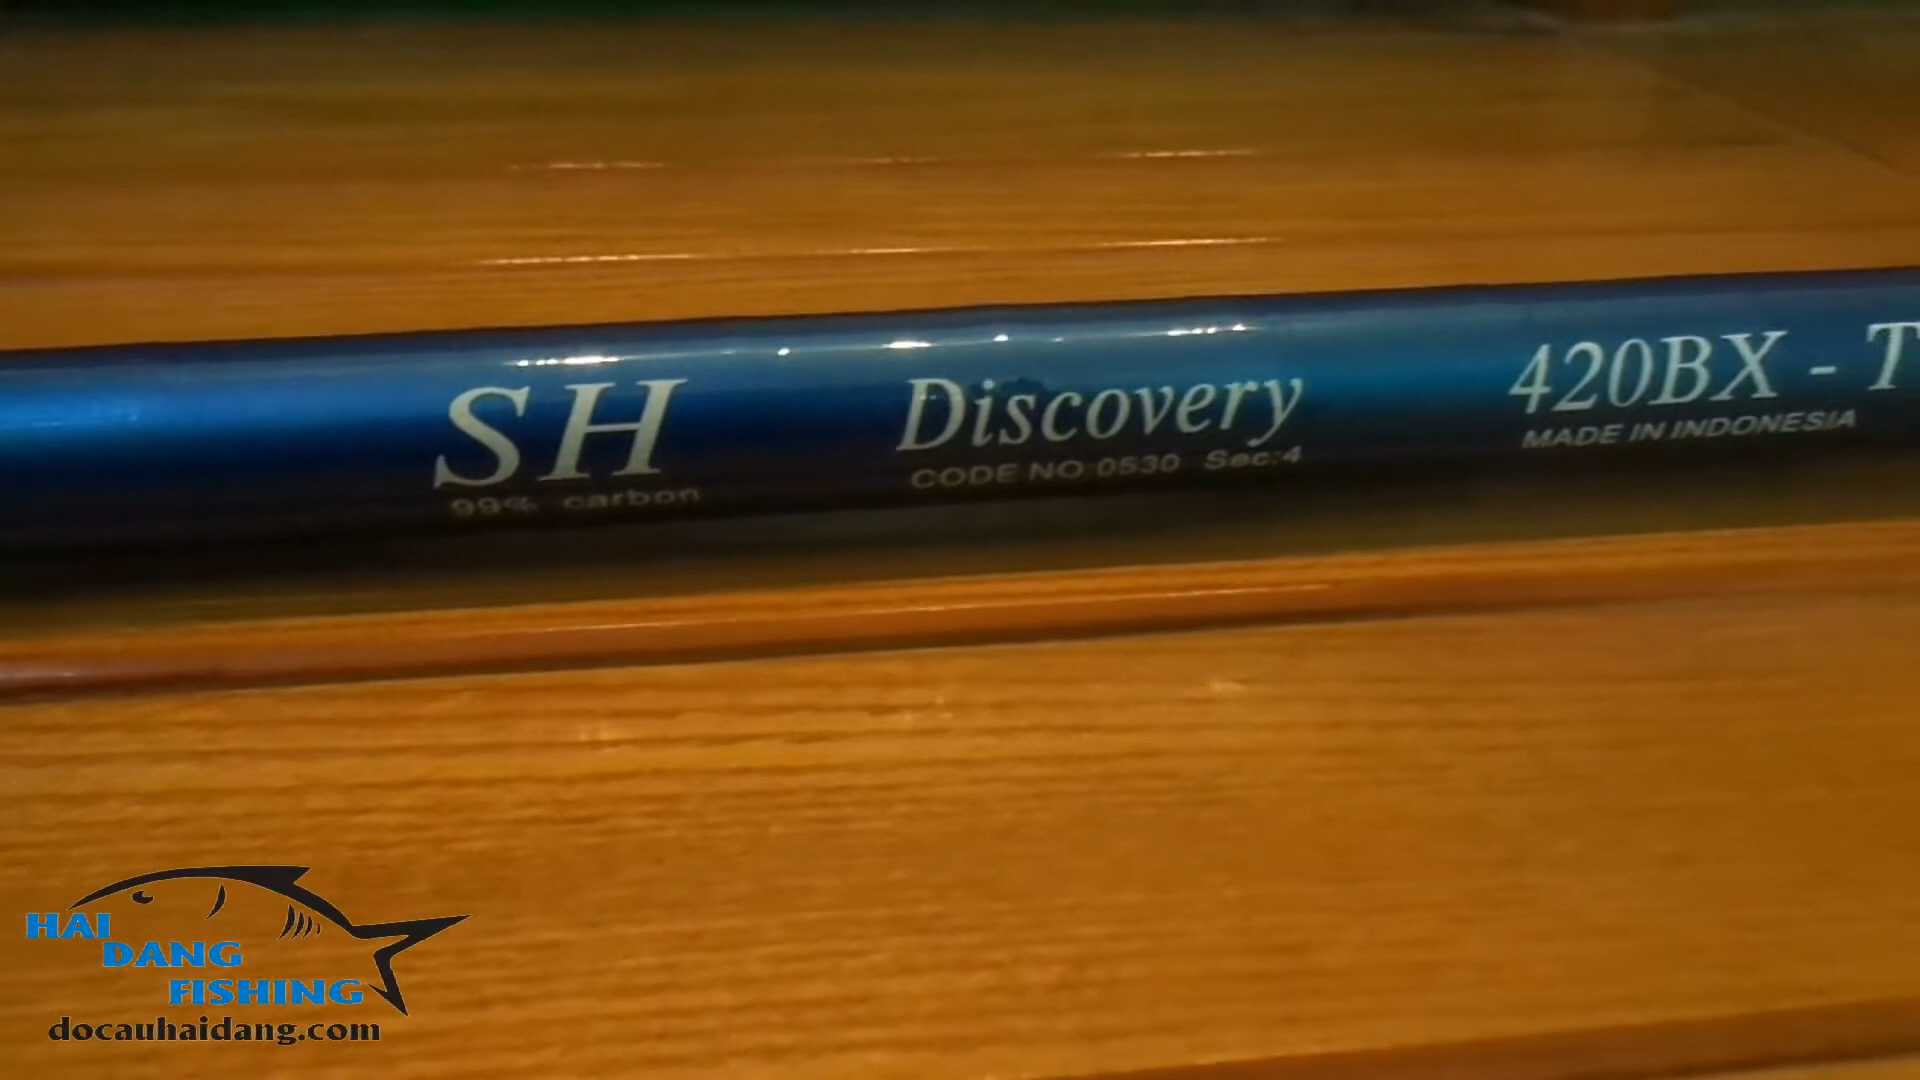 SH Discovery 420BX - T
99% carbon CODE NO:0530 Sec:4 MADE IN INDONESIA
HAI
DANG
FISHING
docauhaidang.com